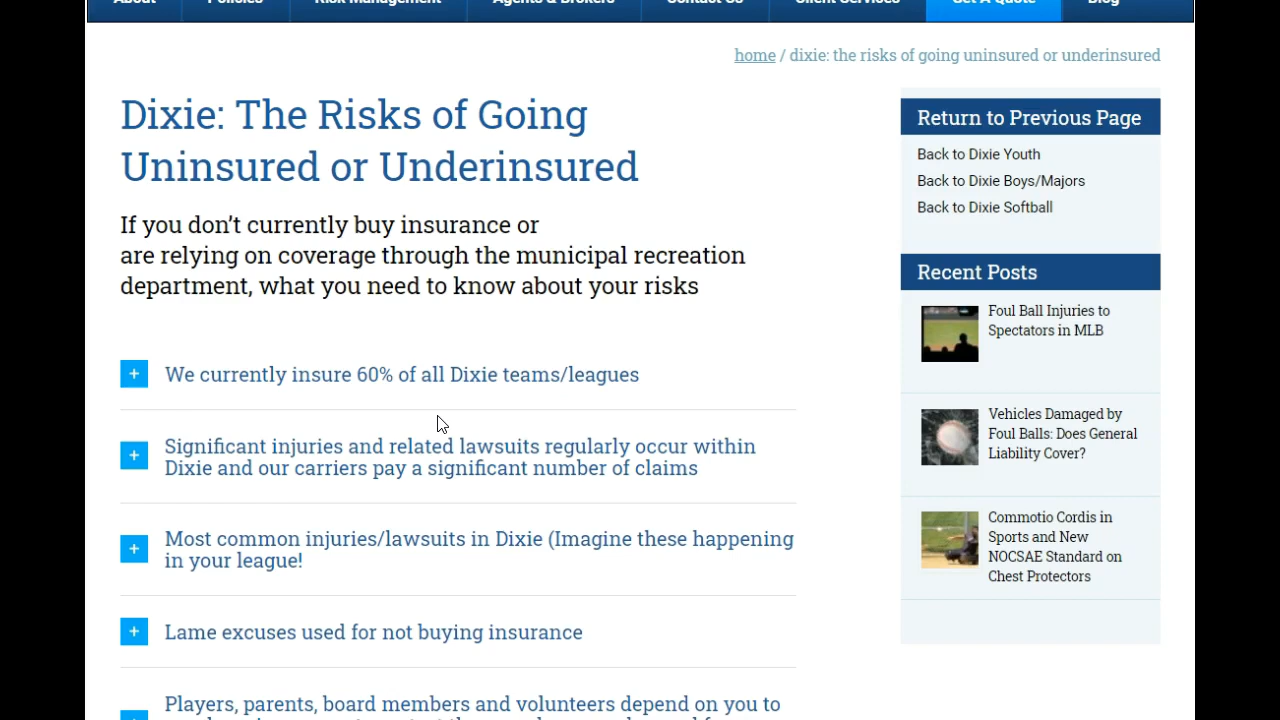 About Policies Risk Management Agents & Brokers Contact Us Client Services Get A Quote Blog
home / dixie: the risks of going uninsured or underinsured
Dixie: The Risks of Going
Uninsured or Underinsured
If you don't currently buy insurance or
are relying on coverage through the municipal recreation
department, what you need to know about your risks
+ We currently insure 60% of all Dixie teams/leagues
+ Significant injuries and related lawsuits regularly occur within
Dixie and our carriers pay a significant number of claims
+ Most common injuries/lawsuits in Dixie (Imagine these happening
in your league!
+ Lame excuses used for not buying insurance
Players, parents, board members and volunteers depend on you to
Return to Previous Page
Back to Dixie Youth
Back to Dixie Boys/Majors
Back to Dixie Softball
Recent Posts
Foul Ball Injuries to
Spectators in MLB
Vehicles Damaged by
Foul Balls: Does General
Liability Cover?
Commotio Cordis in
Sports and New
NOCSAE Standard on
Chest Protectors